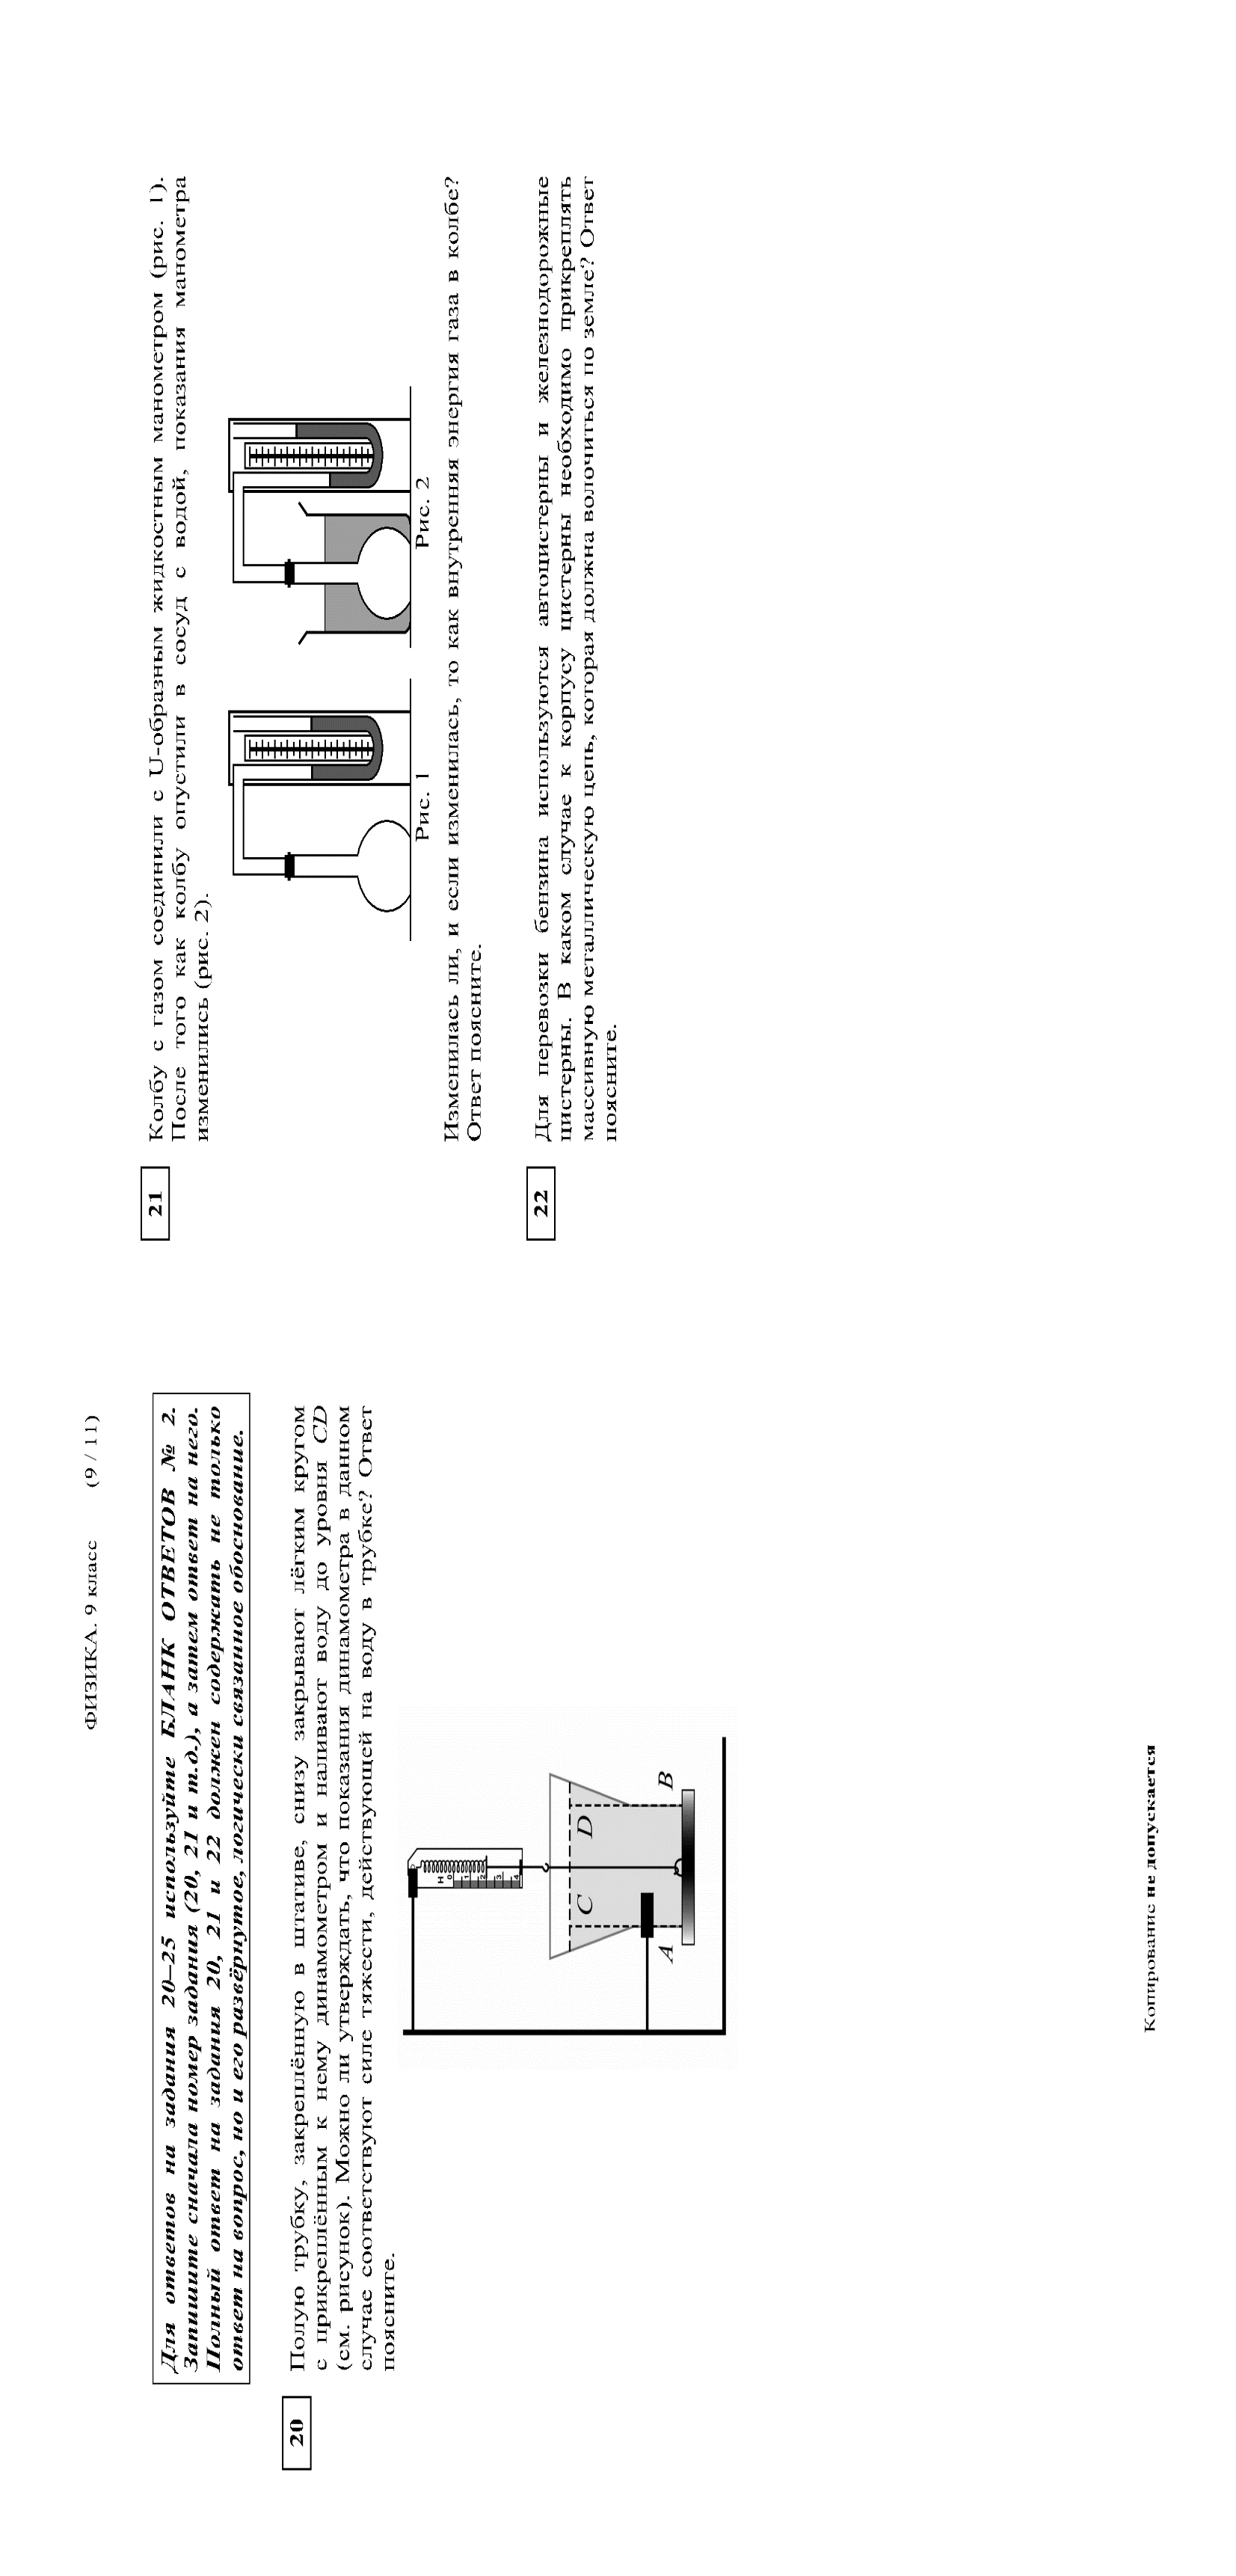 ФИЗИКА. 9 класс (9 / 11)
Для ответов на задания 20–25 используйте БЛАНК ОТВЕТОВ № 2.
Запишите сначала номер задания (20, 21 и т.д.), а затем ответ на него.
Полный ответ на задания 20, 21 и 22 должен содержать не только
ответ на вопрос, но и его развёрнутое, логически связанное обоснование.
20
Полую трубку, закреплённую в штативе, снизу закрывают лёгким кругом
с прикреплённым к нему динамометром и наливают воду до уровня CD
(см. рисунок). Можно ли утверждать, что показания динамометра в данном
случае соответствуют силе тяжести, действующей на воду в трубке? Ответ
поясните.
Н
0
1
2
3
4
C D
A B
Копирование не допускается
21
Колбу с газом соединили с U-образным жидкостным манометром (рис. 1).
После того как колбу опустили в сосуд с водой, показания манометра
изменились (рис. 2).
Рис. 1 Рис. 2
Изменилась ли, и если изменилась, то как внутренняя энергия газа в колбе?
Ответ поясните.
22
Для перевозки бензина используются автоцистерны и железнодорожные
цистерны. В каком случае к корпусу цистерны необходимо прикреплять
массивную металлическую цепь, которая должна волочиться по земле? Ответ
поясните.